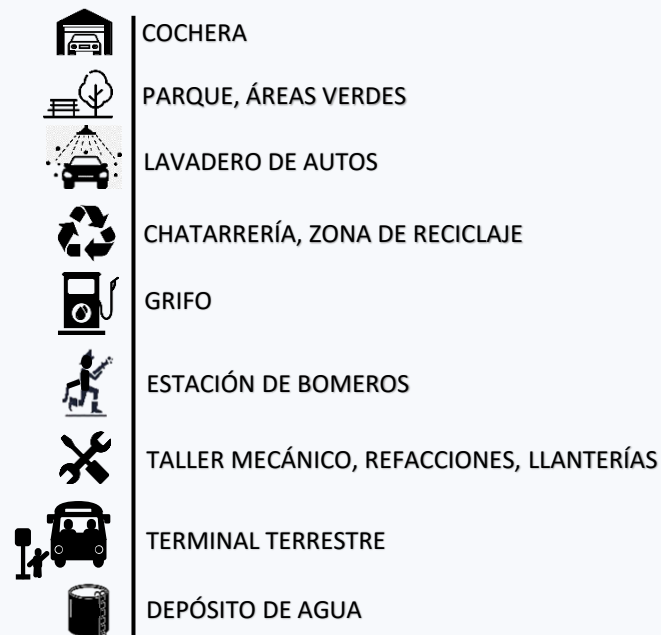 COCHERA
PARQUE, ÁREAS VERDES
LAVADERO DE AUTOS
CHATARRERÍA, ZONA DE RECICLAJE
GRIFO
ESTACIÓN DE BOMEROS
TALLER MECÁNICO, REFACCIONES, LLANTERÍAS
TERMINAL TERRESTRE
DEPÓSITO DE AGUA